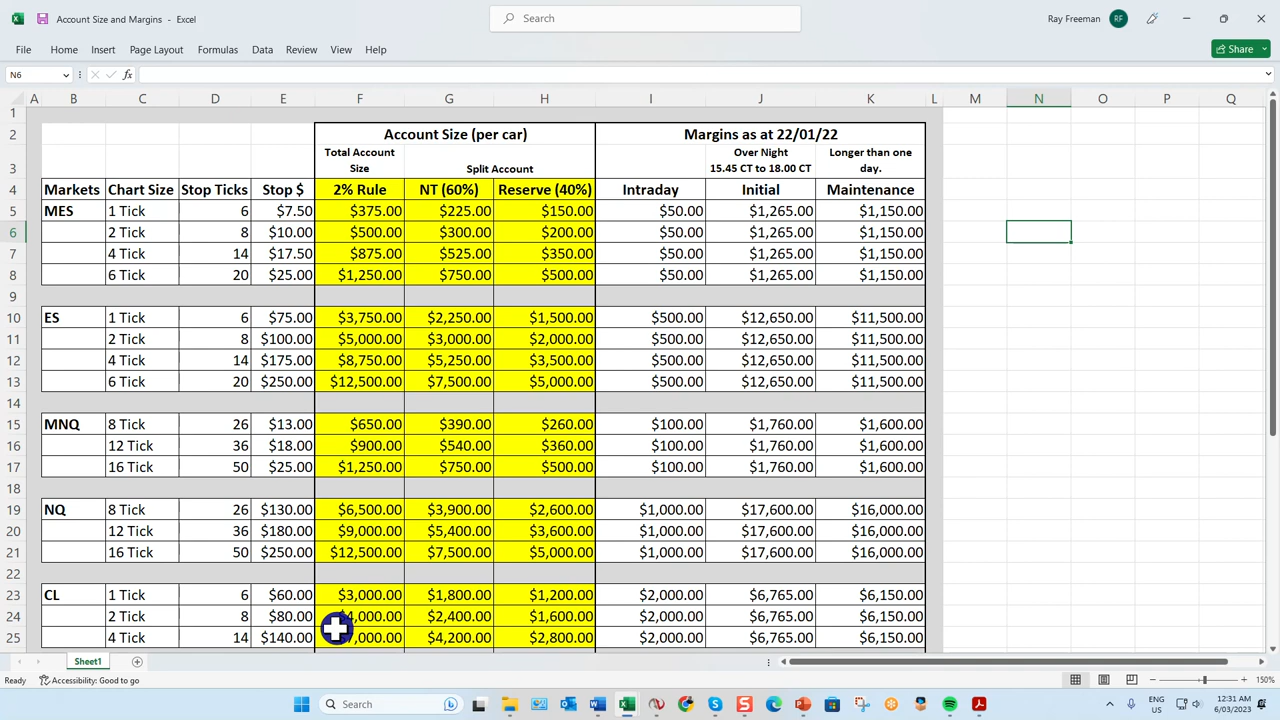 Account Size and Margins - Excel
Search
Ray Freeman
RF
File Home Insert Page Layout Formulas Data Review View Help
Share
N6
fx
A B C D E F G H I J K L M N O P Q
1
2 Account Size (per car) Margins as at 22/01/22
Total Account Over Night Longer than one
3 Size Split Account 15.45 CT to 18.00 CT day.
4 Markets Chart Size Stop Ticks Stop $ 2% Rule NT (60%) Reserve (40%) Intraday Initial Maintenance
5 MES 1 Tick 6 $7.50 $375.00 $225.00 $150.00 $50.00 $1,265.00 $1,150.00
6 2 Tick 8 $10.00 $500.00 $300.00 $200.00 $50.00 $1,265.00 $1,150.00
7 4 Tick 14 $17.50 $875.00 $525.00 $350.00 $50.00 $1,265.00 $1,150.00
8 6 Tick 20 $25.00 $1,250.00 $750.00 $500.00 $50.00 $1,265.00 $1,150.00
9
10 ES 1 Tick 6 $75.00 $3,750.00 $2,250.00 $1,500.00 $500.00 $12,650.00 $11,500.00
11 2 Tick 8 $100.00 $5,000.00 $3,000.00 $2,000.00 $500.00 $12,650.00 $11,500.00
12 4 Tick 14 $175.00 $8,750.00 $5,250.00 $3,500.00 $500.00 $12,650.00 $11,500.00
13 6 Tick 20 $250.00 $12,500.00 $7,500.00 $5,000.00 $500.00 $12,650.00 $11,500.00
14
15 MNQ 8 Tick 26 $13.00 $650.00 $390.00 $260.00 $100.00 $1,760.00 $1,600.00
16 12 Tick 36 $18.00 $900.00 $540.00 $360.00 $100.00 $1,760.00 $1,600.00
17 16 Tick 50 $25.00 $1,250.00 $750.00 $500.00 $100.00 $1,760.00 $1,600.00
18
19 NQ 8 Tick 26 $130.00 $6,500.00 $3,900.00 $2,600.00 $1,000.00 $17,600.00 $16,000.00
20 12 Tick 36 $180.00 $9,000.00 $5,400.00 $3,600.00 $1,000.00 $17,600.00 $16,000.00
21 16 Tick 50 $250.00 $12,500.00 $7,500.00 $5,000.00 $1,000.00 $17,600.00 $16,000.00
22
23 CL 1 Tick 6 $60.00 $3,000.00 $1,800.00 $1,200.00 $2,000.00 $6,765.00 $6,150.00
24 2 Tick 8 $80.00 $2,400.00 $1,600.00 $2,000.00 $6,765.00 $6,150.00
25 4 Tick 14 $140.00 $4,200.00 $2,800.00 $2,000.00 $6,765.00 $6,150.00
Sheet1
Ready Accessibility: Good to go 150%
Search
ENG
US
12:31 AM
6/03/2023